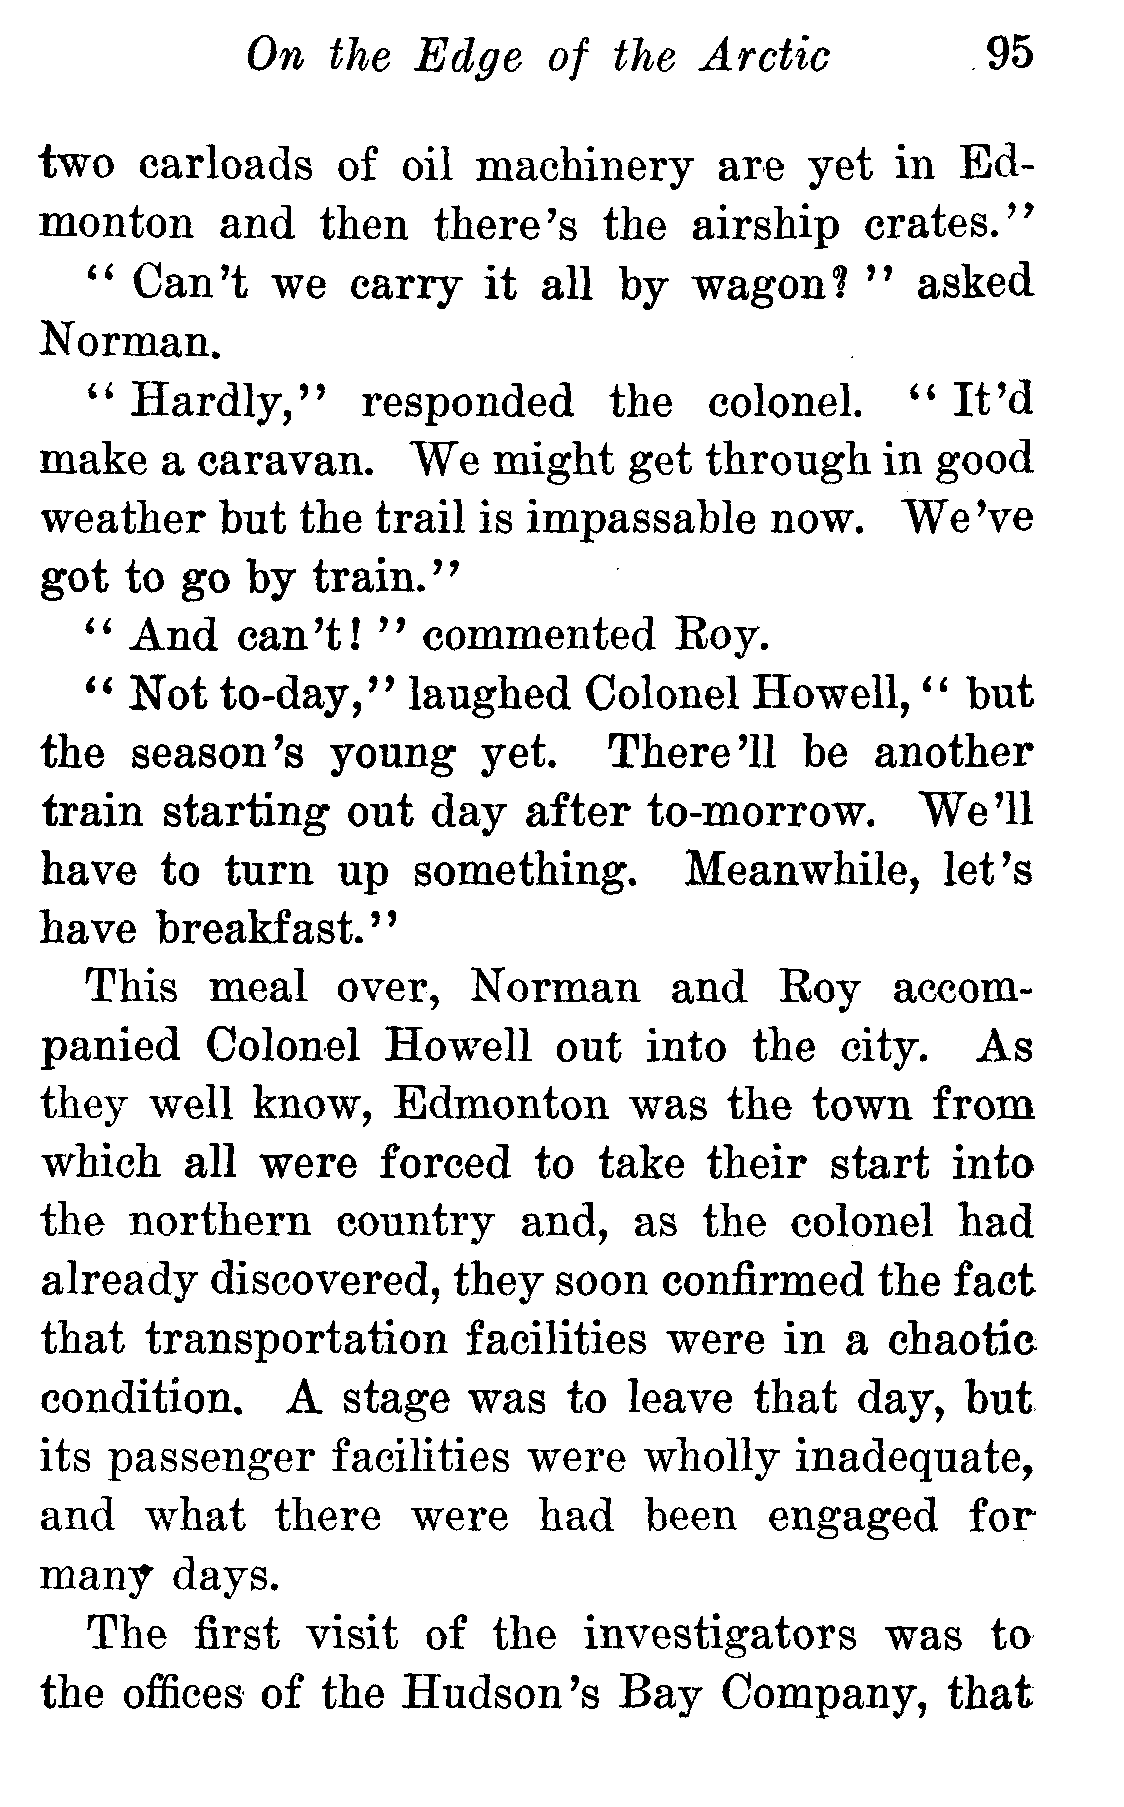 On the Edge of the Arctic 95
two carloads of oil machinery are yet in Ed-
monton and then there's the airship crates."
" Can't we carry it all by wagon? " asked
Norman.
" Hardly," responded the colonel. " It'd
make a caravan. We might get through in good
weather but the trail is impassable now. We've
got to go by train."
" And can't! " commented Roy.
" Not to-day," laughed Colonel Howell, " but
the season's young yet. There'll be another
train starting out day after to-morrow. We'll
have to turn up something. Meanwhile, let's
have breakfast."
This meal over, Norman and Roy accom-
panied Colonel Howell out into the city. As
they well know, Edmonton was the town from
which all were forced to take their start into
the northern country and, as the colonel had
already discovered, they soon confirmed the fact
that transportation facilities were in a chaotic
condition. A stage was to leave that day, but
its passenger facilities were wholly inadequate,
and what there were had been engaged for
many days.
The first visit of the investigators was to
the offices of the Hudson's Bay Company, that